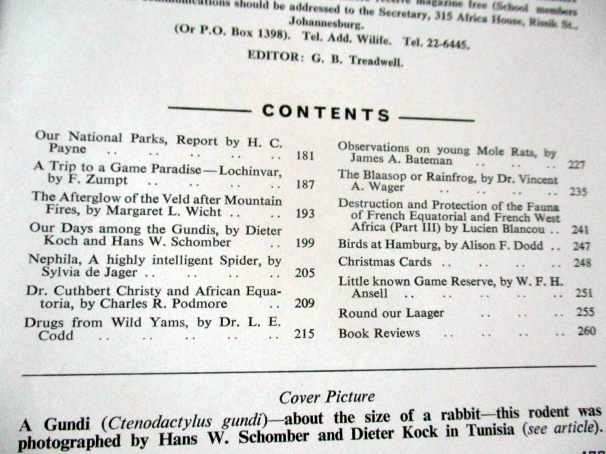 receive magazine free (School members
communications should be addressed to the Secretary, 315 Africa House, Rissik St.,
Johannesburg.
(Or P.O. Box 1398). Tel. Add. Wilife. Tel. 22-6445.
EDITOR: G. B. Treadwell.
CONTENTS
Our National Parks, Report by H. C.
Payne .. .. .. .. .. 181
A Trip to a Game Paradise—Lochinvar,
by F. Zumpt .. .. .. .. 187
The Afterglow of the Veld after Mountain
Fires, by Margaret L. Wicht .. .. 193
Our Days among the Gundis, by Dieter
Koch and Hans W. Schomber .. 199
Nephila, A highly intelligent Spider, by
Sylvia de Jager .. .. .. .. 205
Dr. Cuthbert Christy and African Equa-
toria, by Charles R. Podmore .. 209
Drugs from Wild Yams, by Dr. L. E.
Codd .. .. .. .. .. 215
Observations on young Mole Rats, by
James A. Bateman .. .. .. 227
The Blaasop or Rainfrog, by Dr. Vincent
A. Wager .. .. .. .. 235
Destruction and Protection of the Fauna
of French Equatorial and French West
Africa (Part III) by Lucien Blancou .. 241
Birds at Hamburg, by Alison F. Dodd .. 247
Christmas Cards .. .. .. .. 248
Little known Game Reserve, by W. F. H.
Ansell .. .. .. .. .. 251
Round our Laager .. .. .. 255
Book Reviews .. .. .. .. 260
Cover Picture
A Gundi (Ctenodactylus gundi)—about the size of a rabbit—this rodent was
photographed by Hans W. Schomber and Dieter Kock in Tunisia (see article).